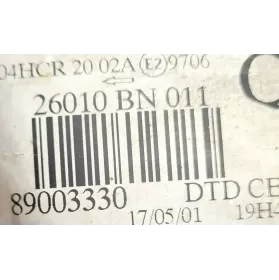 04HCR 20 02A E2 9706
26010 BN 011
89003330 DTD CE
17/05/01 19H4